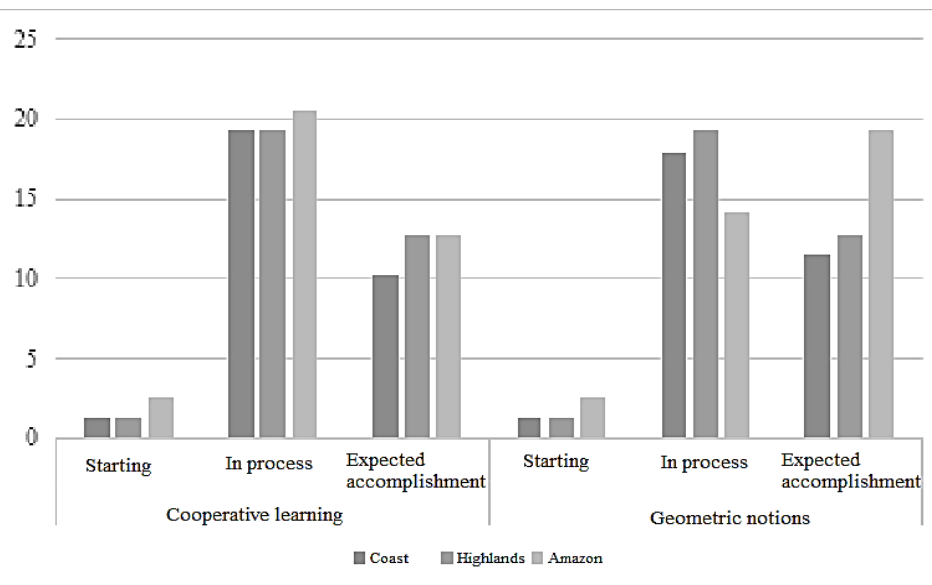 25
20
15
10
5
0
Starting
In process
Expected
accomplishment
Starting
In process
Expected
accomplishment
Cooperative learning
Geometric notions
Coast Highlands Amazon